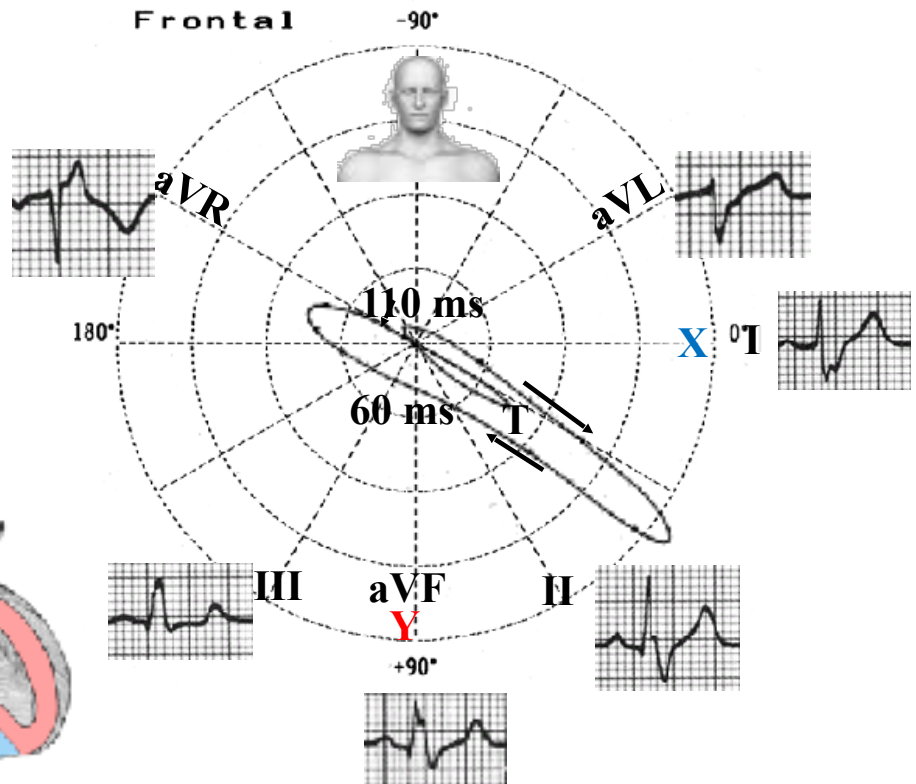 Frontal
-90°
aVR
aVL
110 ms
180°
X
0°
I
60 ms
T
III
aVF
II
Y
+90°